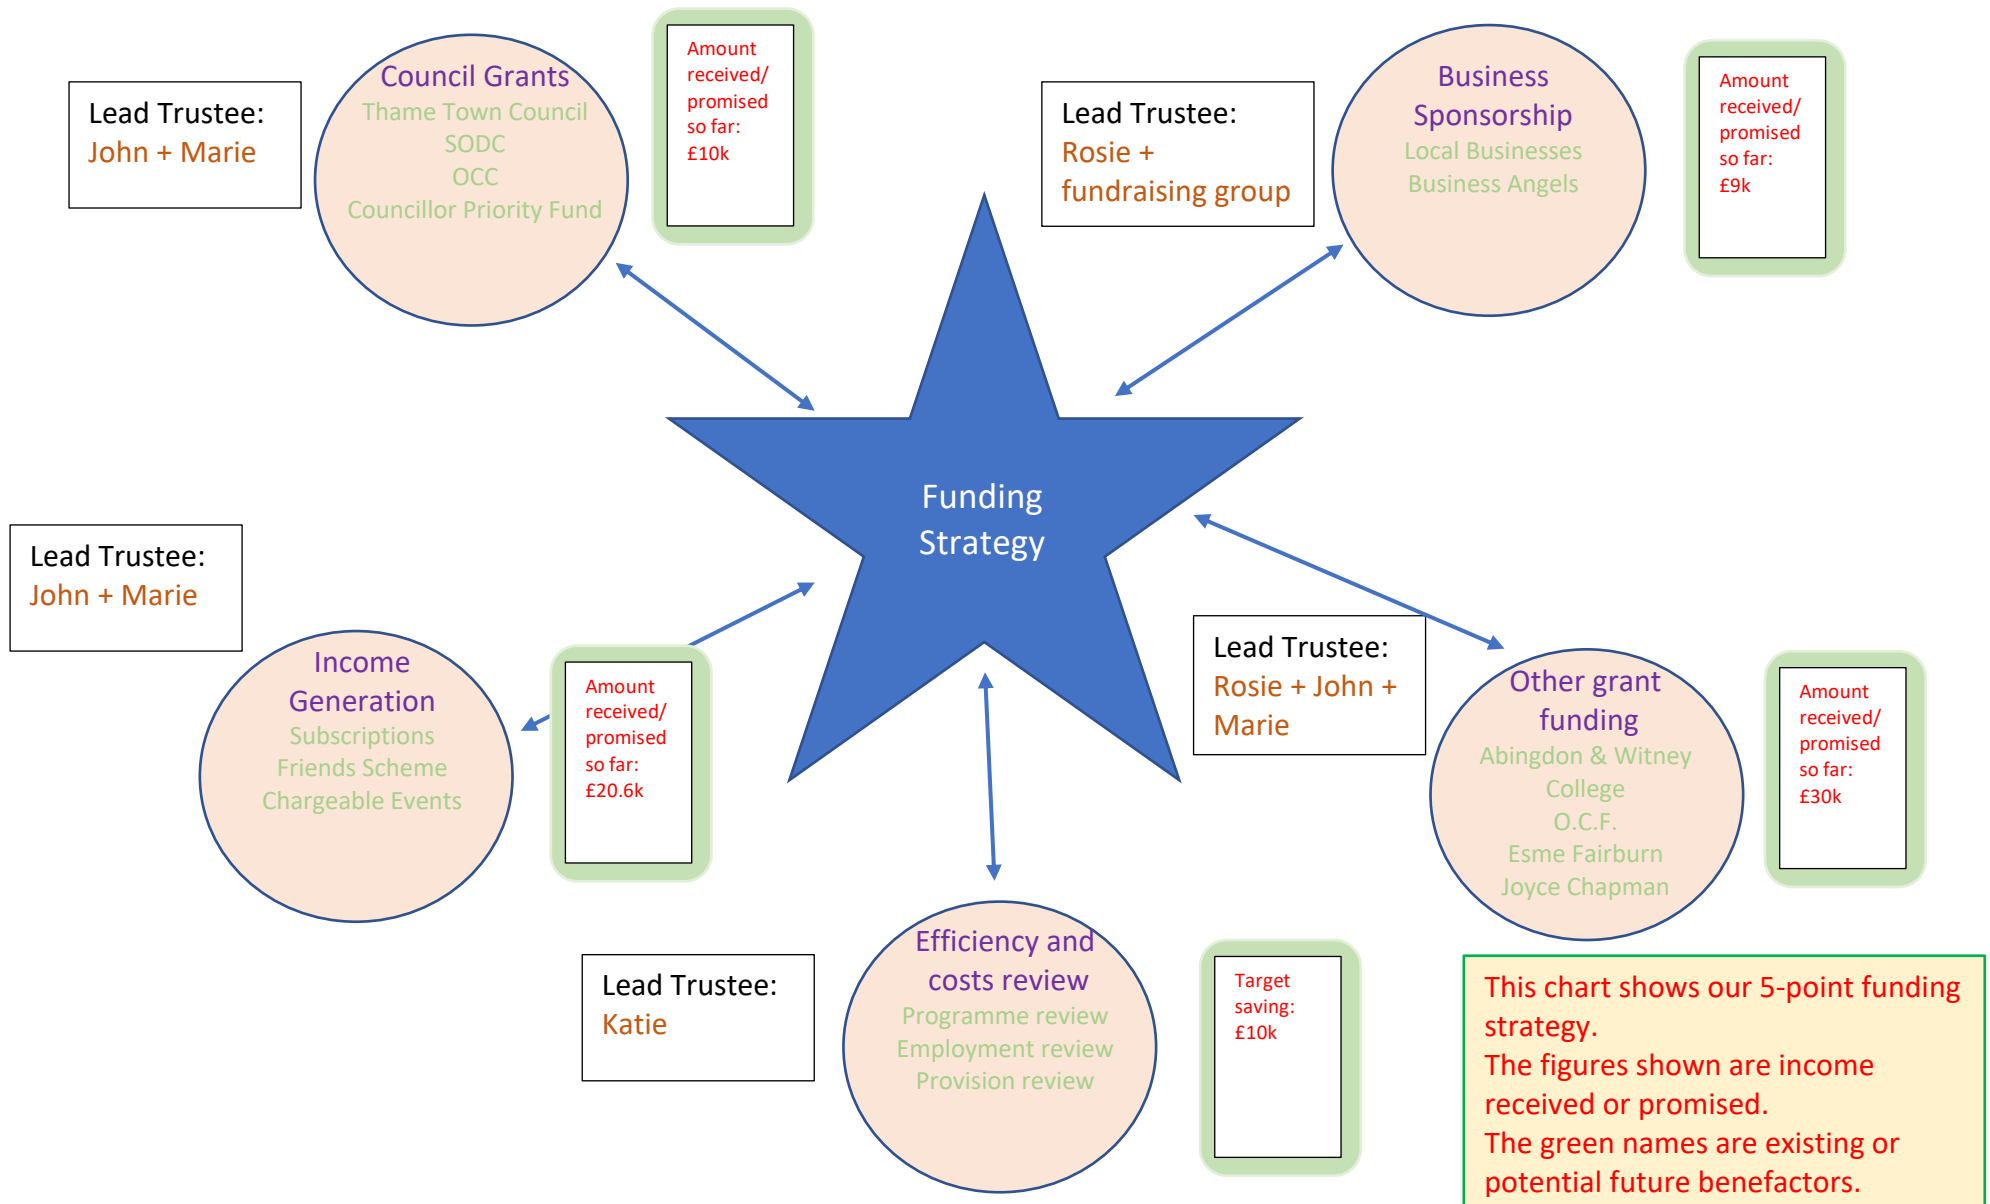 Council Grants
Thame Town Council
SODC
OCC
Councillor Priority Fund
Lead Trustee:
John + Marie
Amount
received/
promised
so far:
£10k
Lead Trustee:
Rosie +
fundraising group
Business
Sponsorship
Local Businesses
Business Angels
Amount
received/
promised
so far:
£9k
Funding
Strategy
Lead Trustee:
John + Marie
Income
Generation
Subscriptions
Friends Scheme
Chargeable Events
Amount
received/
promised
so far:
£20.6k
Lead Trustee:
Rosie + John +
Marie
Other grant
funding
Abingdon & Witney
College
O.C.F.
Esme Fairburn
Joyce Chapman
Amount
received/
promised
so far:
£30k
Lead Trustee:
Katie
Efficiency and
costs review
Programme review
Employment review
Provision review
Target
saving:
£10k
This chart shows our 5-point funding
strategy.
The figures shown are income
received or promised.
The green names are existing or
potential future benefactors.